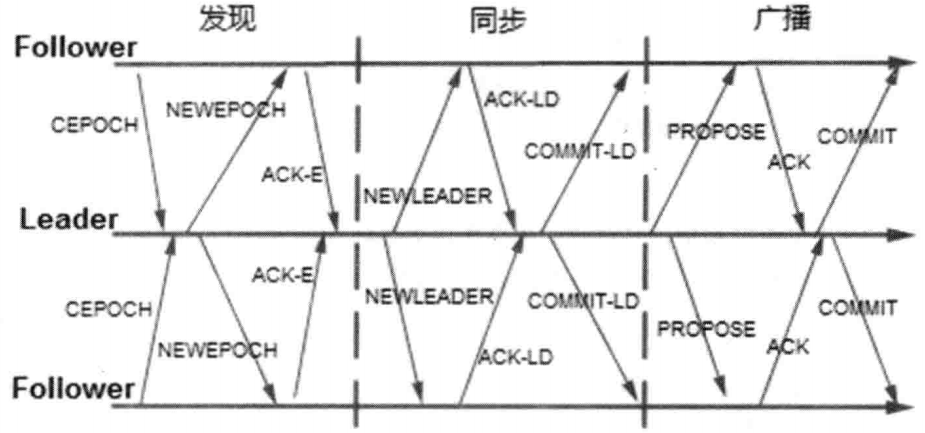 发现 同步 广播
Follower
CEPOCH NEWEPOCH ACK-E NEWLEADER ACK-LD COMMIT-LD PROPOSE ACK COMMIT
Leader
CEPOCH NEWEPOCH ACK-E NEWLEADER ACK-LD COMMIT-LD PROPOSE ACK COMMIT
Follower